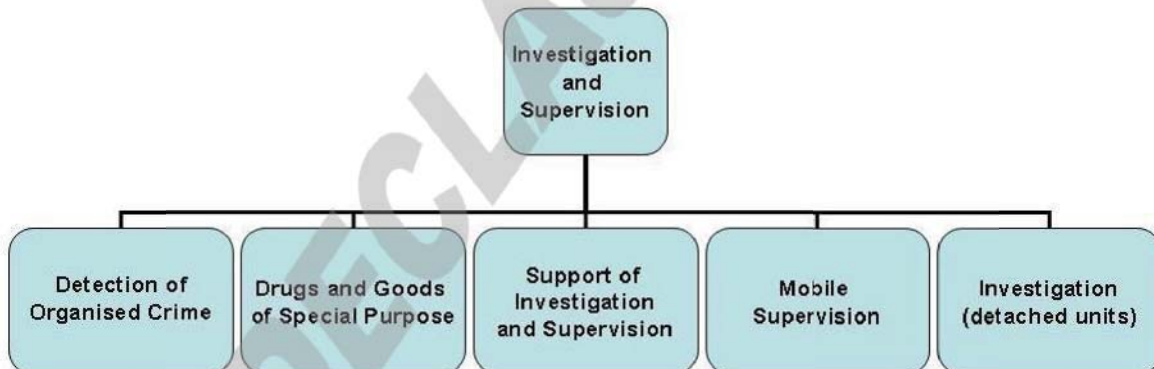 Investigation
and
Supervision
Detection of
Organised Crime
Drugs and Goods
of Special Purpose
Support of
Investigation
and Supervision
Mobile
Supervision
Investigation
(detached units)